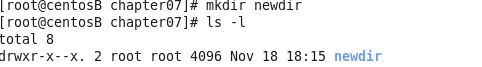 [root@centosB chapter07]# mkdir newdir
[root@centosB chapter07]# ls -l
total 8
drwxr-x--x. 2 root root 4096 Nov 18 18:15 newdir